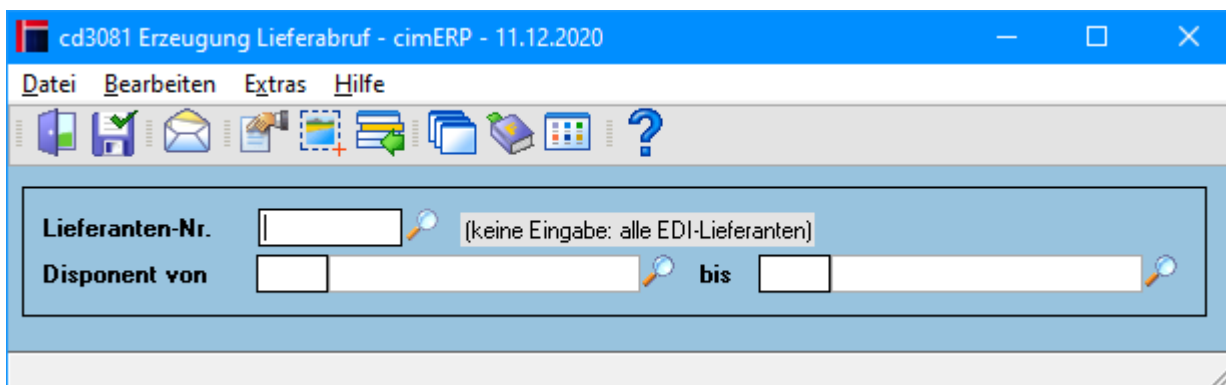 cd3081 Erzeugung Lieferabruf - cimERP - 11.12.2020
Datei Bearbeiten Extras Hilfe
Lieferanten-Nr. (keine Eingabe: alle EDI-Lieferanten)
Disponent von bis